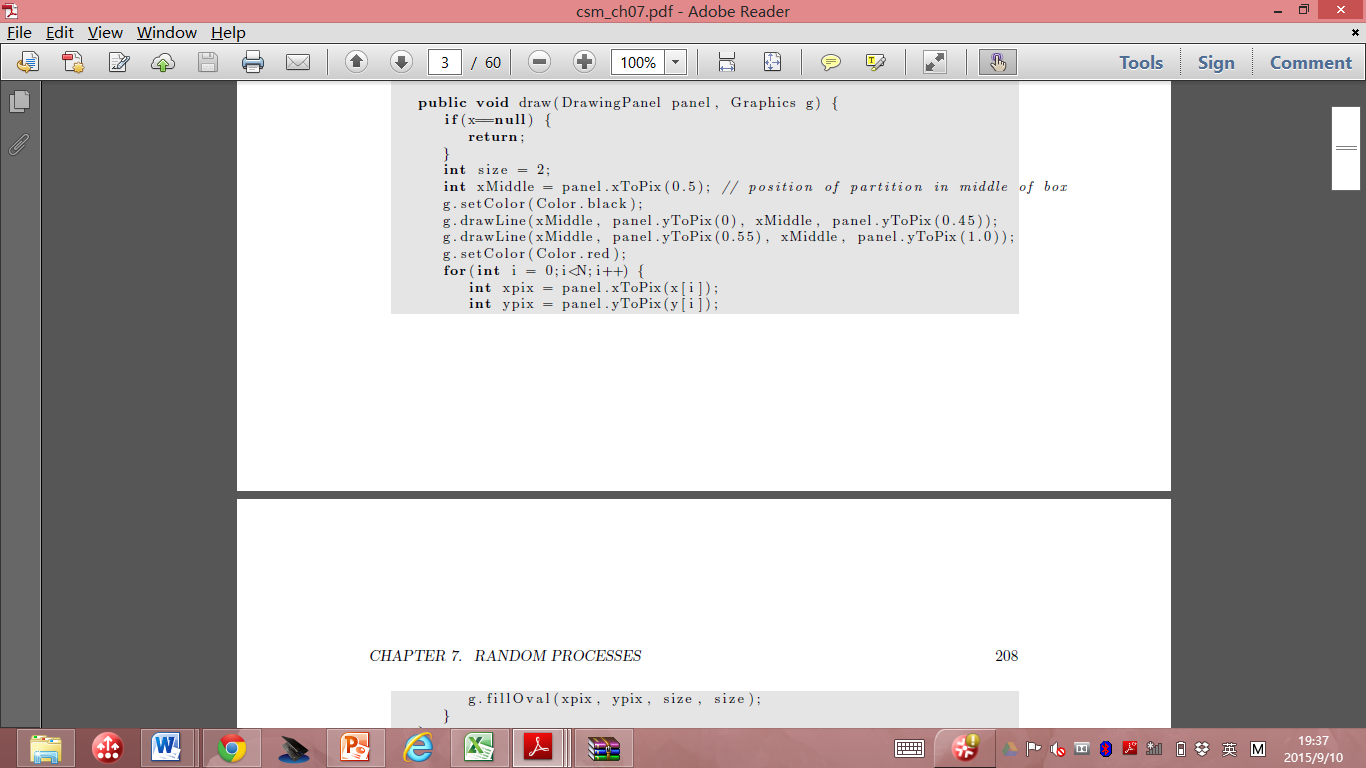 csm_ch07.pdf - Adobe Reader
File Edit View Window Help
3 / 60 100% Tools Sign Comment
public void draw(DrawingPanel panel, Graphics g) {
if(x==null) {
return;
}
int size = 2;
int xMiddle = panel.xToPix(0.5); // position of partition in middle of box
g.setColor(Color.black);
g.drawLine(xMiddle, panel.yToPix(0), xMiddle, panel.yToPix(0.45));
g.drawLine(xMiddle, panel.yToPix(0.55), xMiddle, panel.yToPix(1.0));
g.setColor(Color.red);
for(int i = 0;i<N;i++) {
int xpix = panel.xToPix(x[i]);
int ypix = panel.yToPix(y[i]);
CHAPTER 7. RANDOM PROCESSES 208
g.fillOval(xpix, ypix, size, size);
}
英 M
19:37
2015/9/10